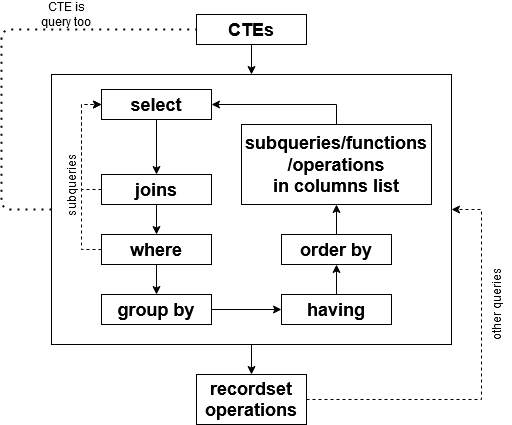 CTE is
query too
CTEs
select
subqueries/functions
/operations
in columns list
subqueries
joins
where
order by
group by
having
other queries
recordset
operations